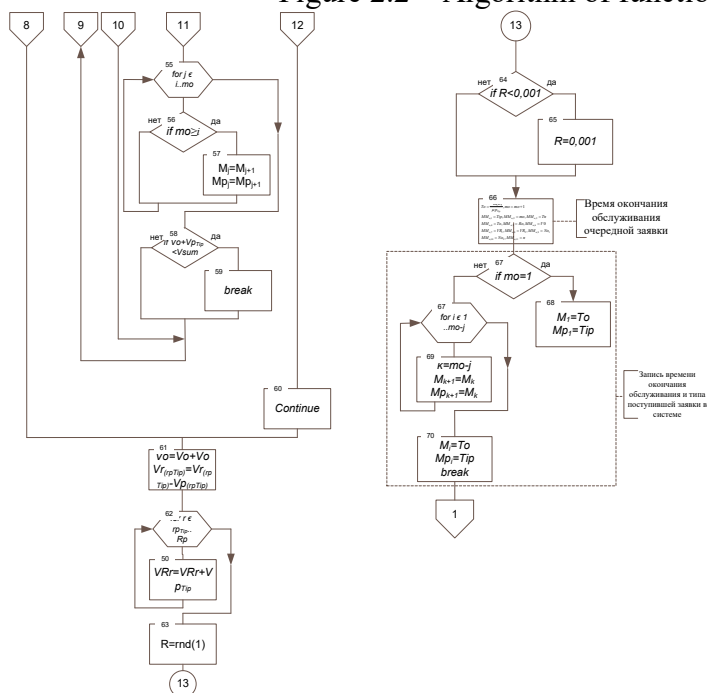 Figure 2.2 – Algorithm of functio
8
9
10
11
12
55
for j ϵ
i..mo
56
нет
да
if mo≥j
57
Mj=Mj+1
Mpj=Mpj+1
58
нет
да
if vo+VpTip
<Vsum
59
break
60
Continue
61
vo=Vo+Vo
Vr(rpTip)=Vr(rp
Tip)-Vp(rpTip)
62
r ϵ
rpTip..
Rp
50
VRr=VRr+V
pTip
63
R=rnd(1)
13
13
64
нет
да
if R<0,001
65
R=0,001
66
Время окончания
обслуживания
очередной заявки
67
нет
да
if mo=1
68
M1=To
Mp1=Tip
67
for i ϵ 1
..mo-j
69
к=mo-j
Mk+1=Mk
Mpk+1=Mk
70
Mi=To
Mpi=Tip
break
Запись времени
окончания
обслуживания и типа
поступившей заявки в
системе
1